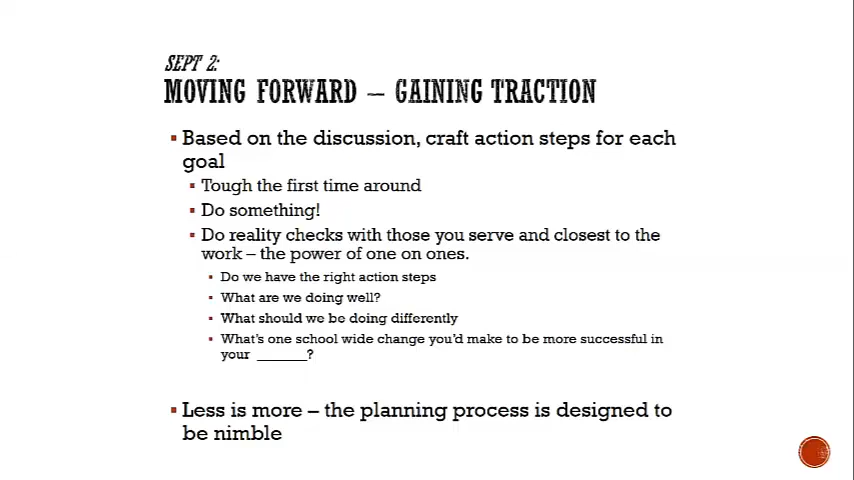 SEPT 2:
MOVING FORWARD – GAINING TRACTION
Based on the discussion, craft action steps for each
goal
Tough the first time around
Do something!
Do reality checks with those you serve and closest to the
work – the power of one on ones.
Do we have the right action steps
What are we doing well?
What should we be doing differently
What's one school wide change you'd make to be more successful in
your ______?
Less is more – the planning process is designed to
be nimble